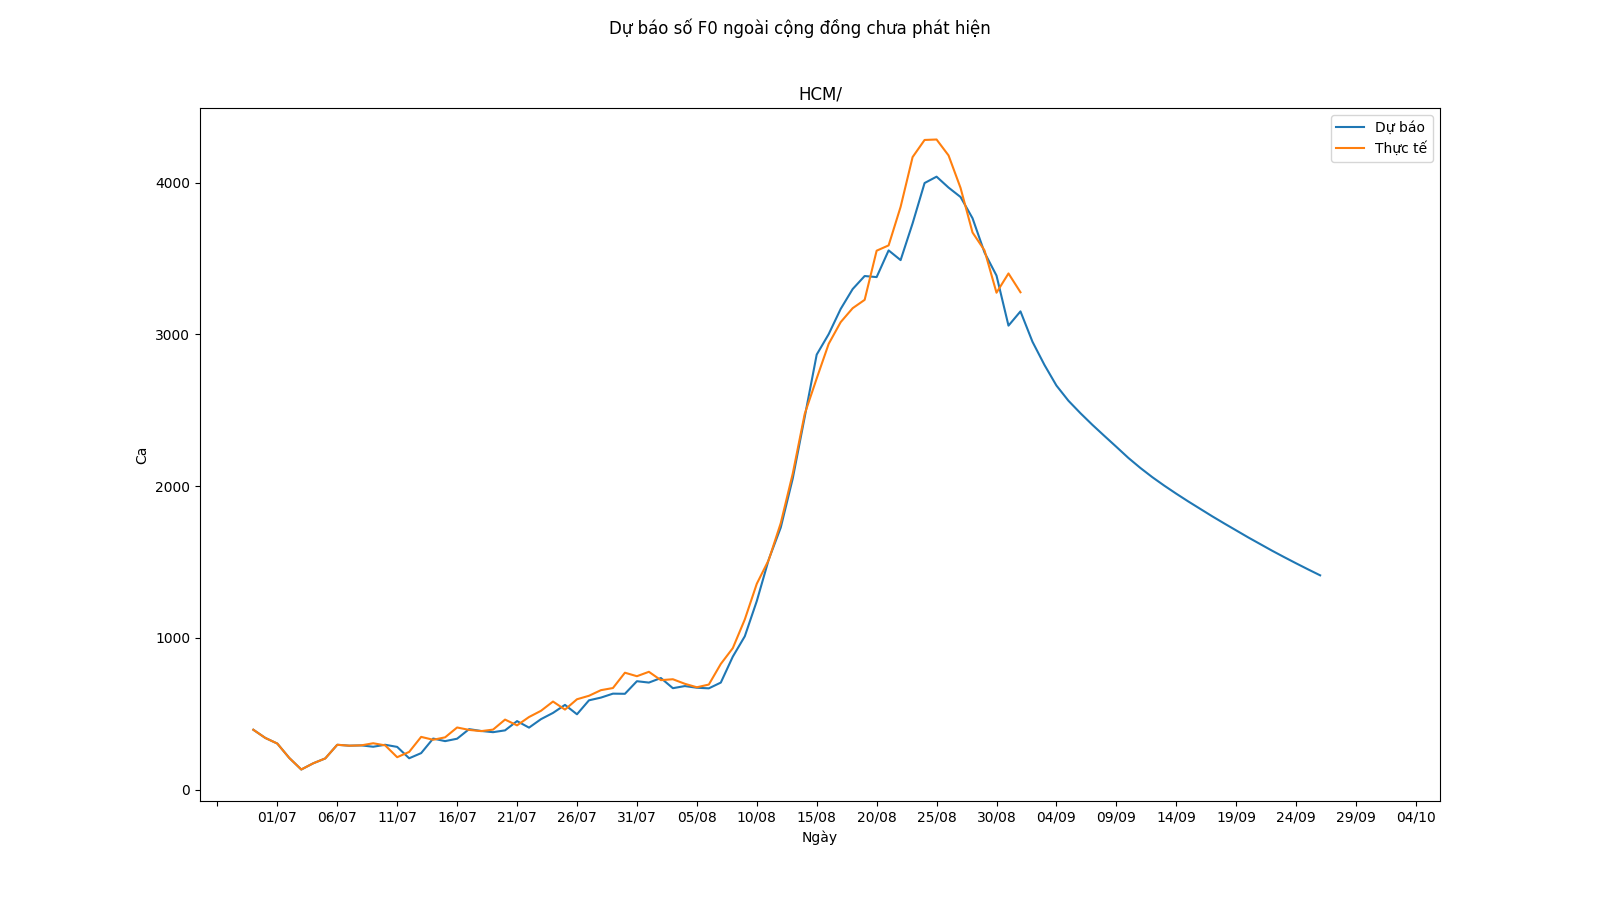 Dự báo số F0 ngoài cộng đồng chưa phát hiện
HCM/
Dự báo
Thực tế
4000
3000
2000
1000
0
Ca
01/07 06/07 11/07 16/07 21/07 26/07 31/07 05/08 10/08 15/08 20/08 25/08 30/08 04/09 09/09 14/09 19/09 24/09 29/09 04/10
Ngày